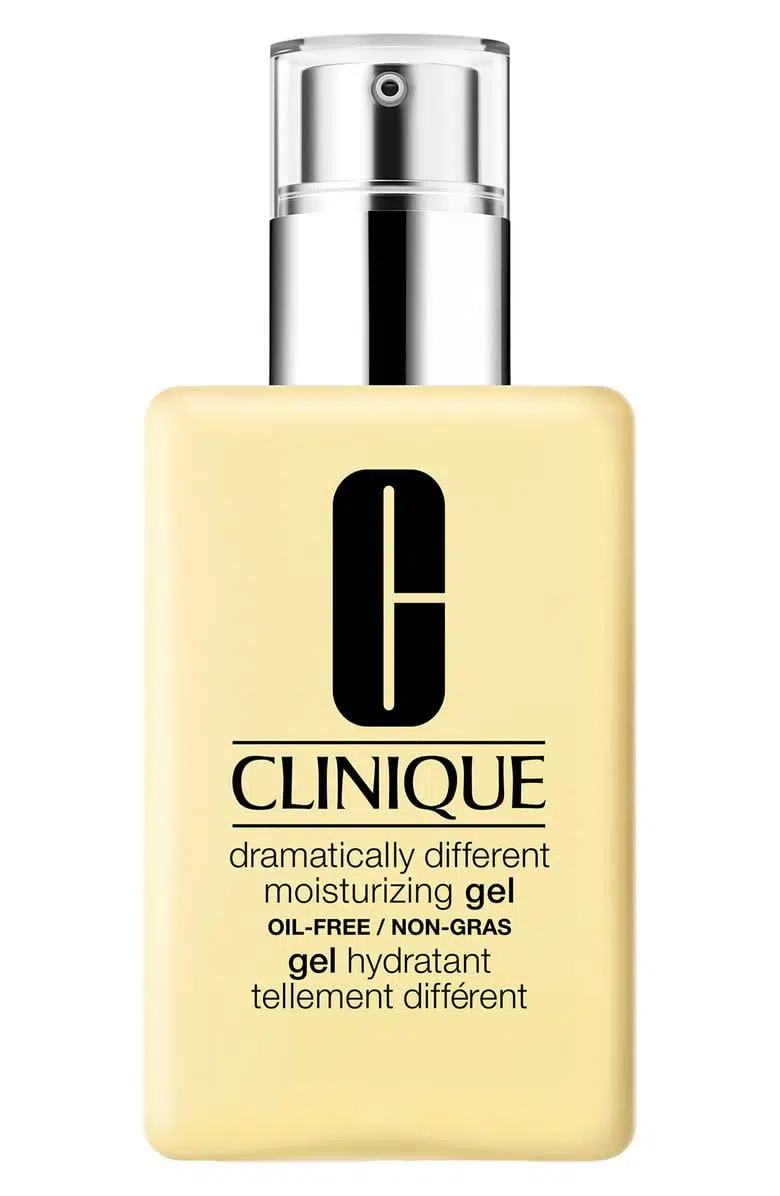 C
CLINIQUE
dramatically different
moisturizing gel
OIL-FREE / NON-GRAS
gel hydratant
tellement différent